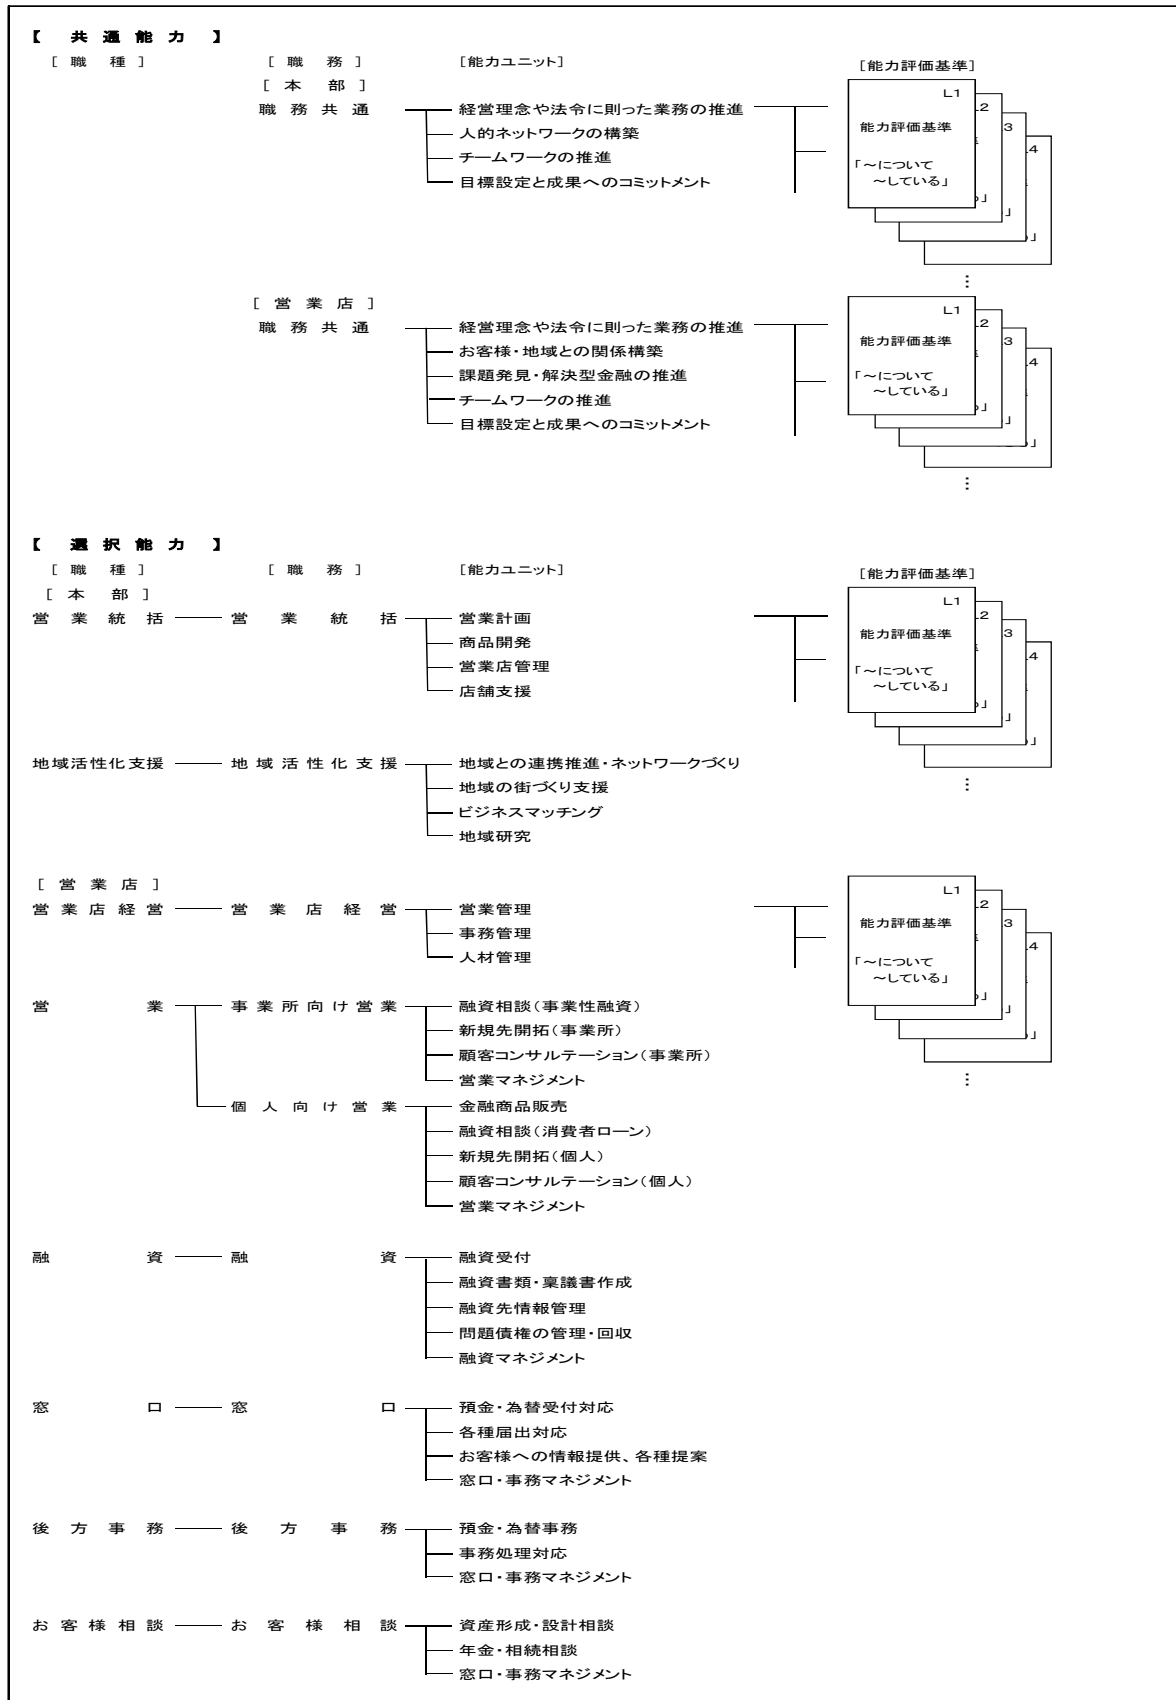 【 共通能力 】
[ 職 種 ] [ 職 務 ] [能力ユニット] [能力評価基準]
[ 本 部 ]
職務共通 経営理念や法令に則った業務の推進
人的ネットワークの構築
チームワークの推進
目標設定と成果へのコミットメント
L1
能力評価基準
「~について
~している」
3
4
…
[ 営 業 店 ]
職務共通 経営理念や法令に則った業務の推進
お客様・地域との関係構築
課題発見・解決型金融の推進
チームワークの推進
目標設定と成果へのコミットメント
L1
能力評価基準
「~について
~している」
2
3
4
…
【 選択能力 】
[ 職 種 ] [ 職 務 ] [能力ユニット] [能力評価基準]
[ 本 部 ]
営業統括 営業統括 営業計画
商品開発
営業店管理
店舗支援
L1
能力評価基準
「~について
~している」
2
3
4
…
地域活性化支援 地域活性化支援 地域との連携推進・ネットワークづくり
地域の街づくり支援
ビジネスマッチング
地域研究
[ 営 業 店 ]
営業店経営 営業店経営 営業管理
事務管理
人材管理
L1
能力評価基準
「~について
~している」
2
3
4
…
営業 事業所向け営業 融資相談(事業性融資)
新規先開拓(事業所)
顧客コンサルテーション(事業所)
営業マネジメント
個人向け営業 金融商品販売
融資相談(消費者ローン)
新規先開拓(個人)
顧客コンサルテーション(個人)
営業マネジメント
融資 融資 融資受付
融資書類・稟議書作成
融資先情報管理
問題債権の管理・回収
融資マネジメント
窓口 窓口 預金・為替受付対応
各種届出対応
お客様への情報提供、各種提案
窓口・事務マネジメント
後方事務 後方事務 預金・為替事務
事務処理対応
窓口・事務マネジメント
お客様相談 お客様相談 資産形成・設計相談
年金・相続相談
窓口・事務マネジメント